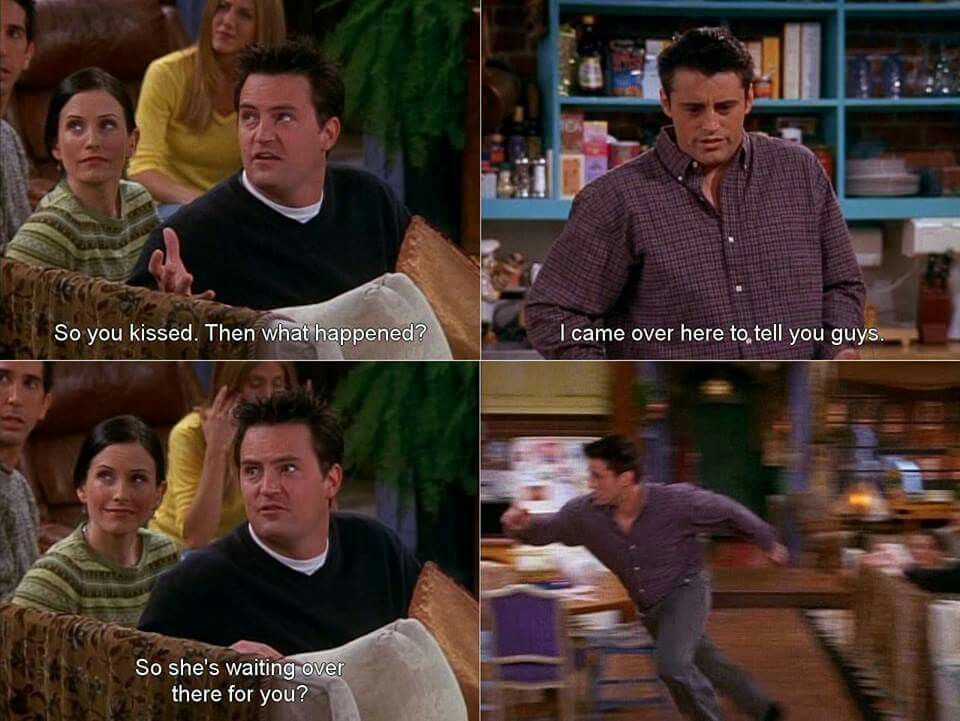 So you kissed. Then what happened?
I came over here to tell you guys.
So she's waiting over
there for you?